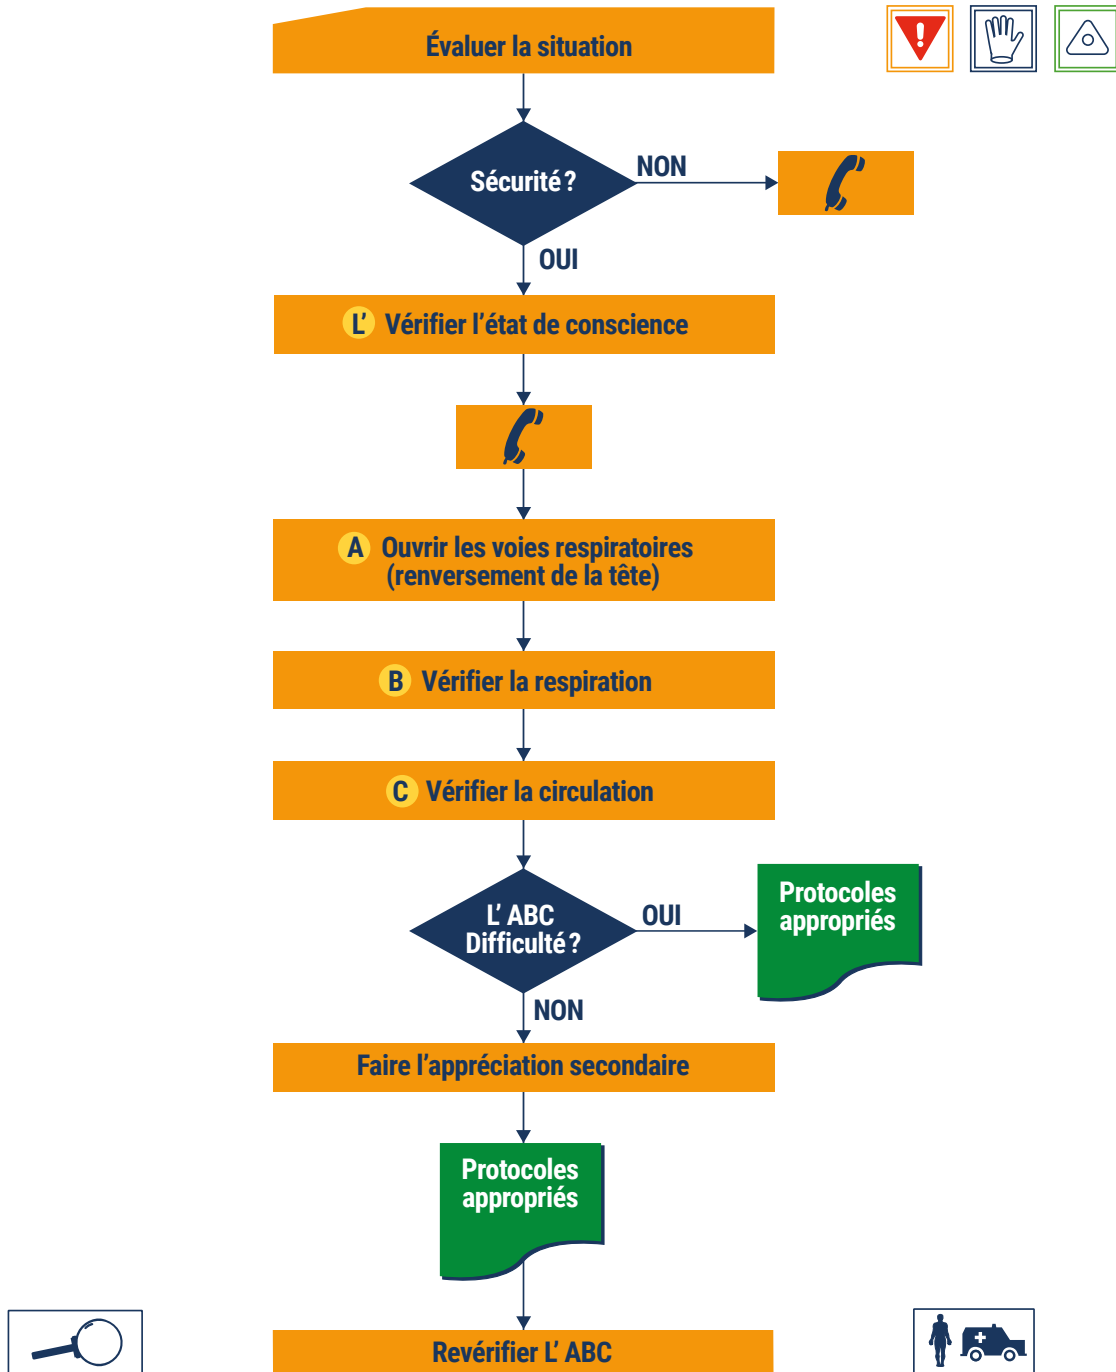 Évaluer la situation
Sécurité ?
NON
OUI
L’ Vérifier l’état de conscience
A Ouvrir les voies respiratoires
(renversement de la tête)
B Vérifier la respiration
C Vérifier la circulation
L’ ABC
Difficulté ?
OUI
Protocoles
appropriés
NON
Faire l’appréciation secondaire
Protocoles
appropriés
Revérifier L’ ABC